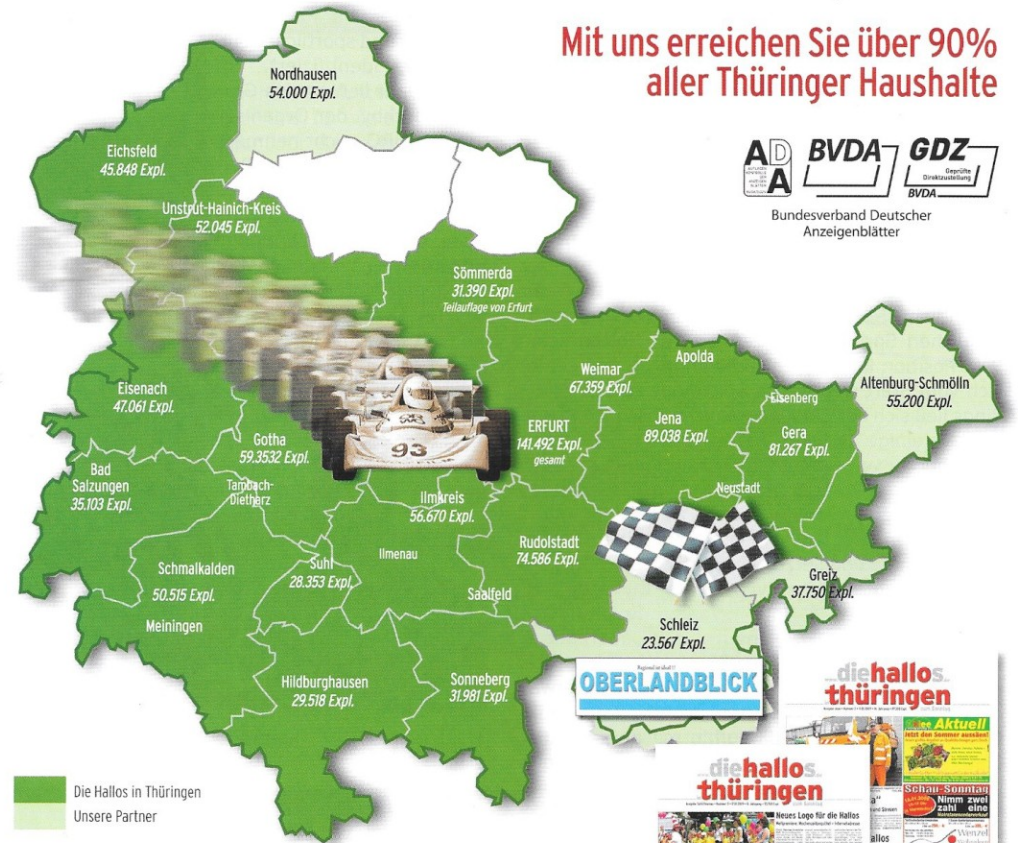 Mit uns erreichen Sie über 90%
aller Thüringer Haushalte
ADA
BVDA
GDZ
Geprüfte
Direktzustellung
BVDA
Bundesverband Deutscher
Anzeigenblätter
Nordhausen
54.000 Expl.
Eichsfeld
45.848 Expl.
Unstrut-Hainich-Kreis
52.045 Expl.
Sömmerda
31.390 Expl.
Teilauflage von Erfurt
Eisenach
47.061 Expl.
Gotha
59.3532 Expl.
93
Weimar
67.359 Expl.
ERFURT
141.492 Expl.
gesamt
Apolda
Jena
89.038 Expl.
Eisenberg
Gera
81.267 Expl.
Altenburg-Schmölln
55.200 Expl.
Bad
Salzungen
35.103 Expl.
Tambach-
Dietherz
Ilmkreis
56.670 Expl.
Neustadt
Schmalkalden
50.515 Expl.
Meiningen
Suhl
28.353 Expl.
Ilmenau
Rudolstadt
74.586 Expl.
Saalfeld
Greiz
37.750 Expl.
Schleiz
23.567 Expl.
OBERLANDBLICK
Hildburghausen
29.518 Expl.
Sonneberg
31.981 Expl.
Die Hallos in Thüringen
Unsere Partner
...diehallos...
thüringen
Aktuell
Jetzt den Sommer aussäen!
Schau-Sonntag
Nimm zwei
zahl eine
Wenzel
...diehallos...
thüringen
Neues Logo für die Hallos